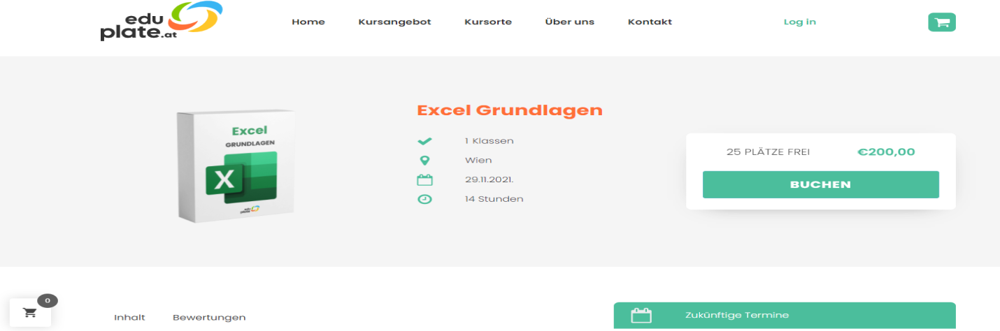 edu
plate.at
Home Kursangebot Kursorte Über uns Kontakt Log in
Excel Grundlagen
Excel
GRUNDLAGEN
X
edu
plate
1 Klassen
Wien
29.11.2021.
14 Stunden
25 PLÄTZE FREI €200,00
BUCHEN
0
Inhalt Bewertungen
Zukünftige Termine